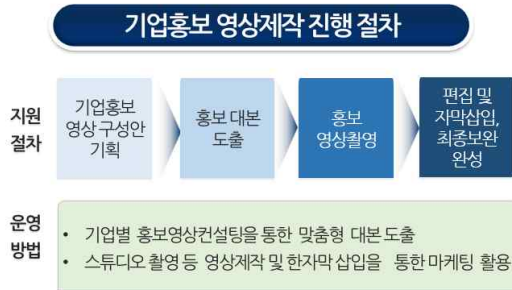 기업홍보 영상제작 진행 절차
지원
절차
기업홍보
영상 구성안
기획
홍보 대본
도출
홍보
영상촬영
편집 및
자막삽입,
최종보완
완성
운영
방법
• 기업별 홍보영상컨설팅을 통한 맞춤형 대본 도출
• 스튜디오 촬영 등 영상제작 및 한자막 삽입을 통한 마케팅 활용